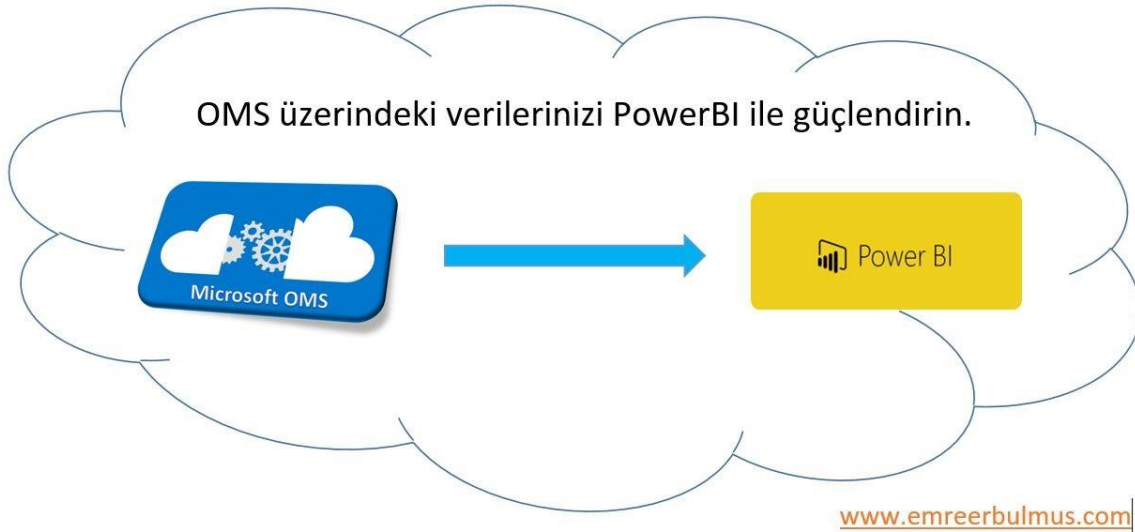 OMS üzerindeki verilerinizi PowerBI ile güçlendirin.
Microsoft OMS
Power BI
www.emreerbulmus.com